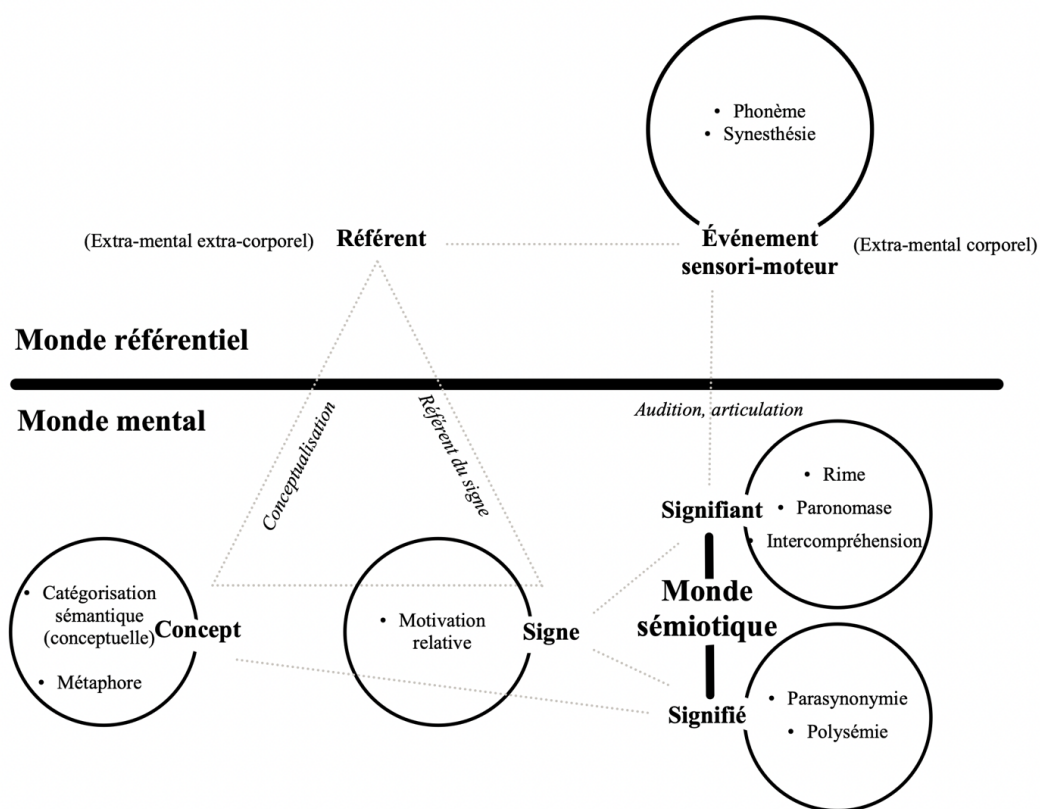 • Phonème
• Synesthésie
(Extra-mental extra-corporel)
Référent
Événement
sensori-moteur
(Extra-mental corporel)
Monde référentiel
Monde mental
Conceptualisation
Référent du signe
Audition, articulation
Signifiant
• Rime
• Paronomase
• Intercompréhension
• Catégorisation
sémantique
(conceptuelle)
Concept
• Métaphore
• Motivation
relative
Signe
Monde
sémiotique
Signifié
• Parasynonymie
• Polysémie